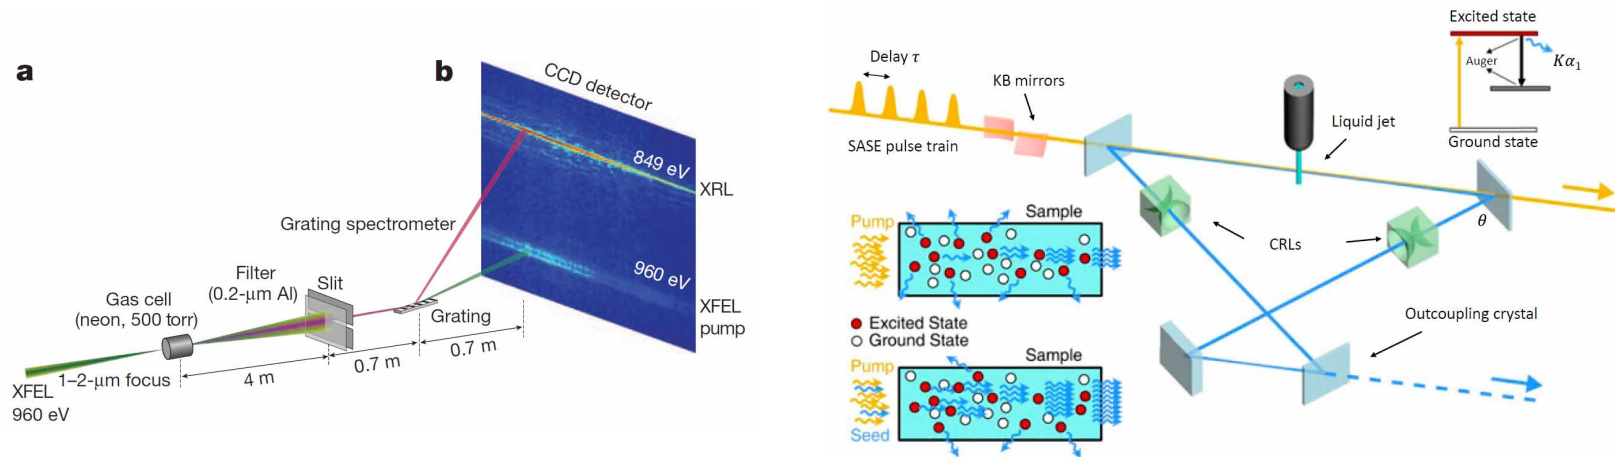 a
b
CCD detector
849 eV
XRL
Grating spectrometer
960 eV
XFEL
pump
Filter
(0.2-μm Al)
Slit
Gas cell
(neon, 500 torr)
Grating
0.7 m
0.7 m
4 m
1–2-μm focus
XFEL
960 eV
Delay τ
KB mirrors
SASE pulse train
Liquid jet
Excited state
Auger
Kα₁
Ground state
θ
CRLs
Outcoupling crystal
Pump
Sample
Excited State
Ground State
Pump
Sample
Seed